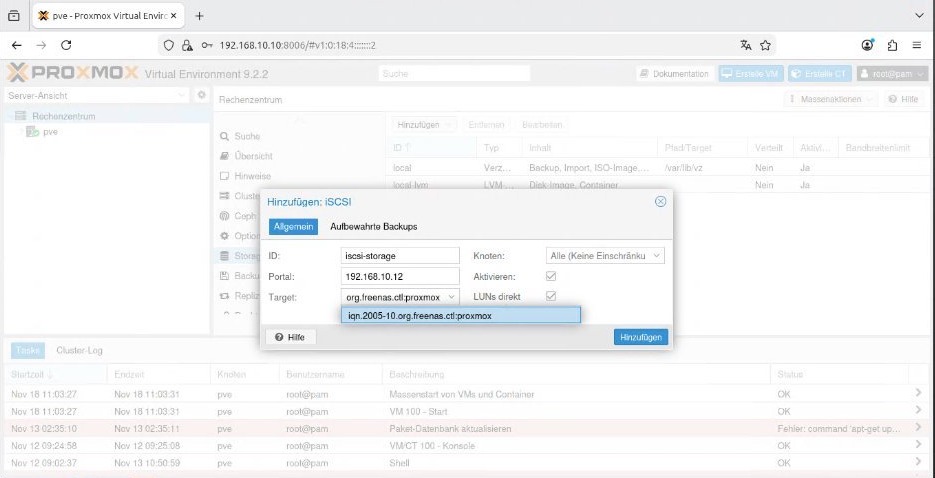 pve - Proxmox Virtual Enviro
192.168.10.10:8006/#v1:0:18:4:::::::2
PROXMOX Virtual Environment 9.2.2 Suche Dokumentation Erstelle VM Erstelle CT root@pam
Server-Ansicht
Rechenzentrum Massenaktionen Hilfe
Rechenzentrum
pve
Suche
Übersicht
Hinweise
Cluste
Ceph
Option
Storag
Backu
Repliz
Hinzufügen Entfernen Bearbeiten
ID Typ Inhalt Pfad/Target Verteilt Aktivi... Bandbreitenlimit
local Verz... Backup, Import, ISO-Image,... /var/lib/vz Nein Ja
local-lvm LVM-... Disk-Image, Container Nein Ja
Hinzufügen: iSCSI
Allgemein Aufbewahrte Backups
ID: iscsi-storage Knoten: Alle (Keine Einschränku
Portal: 192.168.10.12 Aktivieren:
Target: org.freenas.ctl:proxmox LUNs direkt
iqn.2005-10.org.freenas.ctl:proxmox
Hilfe Hinzufügen
Tasks Cluster-Log
Startzeit Endzeit Knoten Benutzername Beschreibung Status
Nov 18 11:03:27 Nov 18 11:03:31 pve root@pam Massenstart von VMs und Container OK
Nov 18 11:03:27 Nov 18 11:03:31 pve root@pam VM 100 - Start OK
Nov 13 02:35:10 Nov 13 02:35:11 pve root@pam Paket-Datenbank aktualisieren Fehler: command 'apt-get up...
Nov 12 09:24:58 Nov 12 09:25:08 pve root@pam VM/CT 100 - Konsole OK
Nov 12 09:02:37 Nov 13 10:50:59 pve root@pam Shell OK